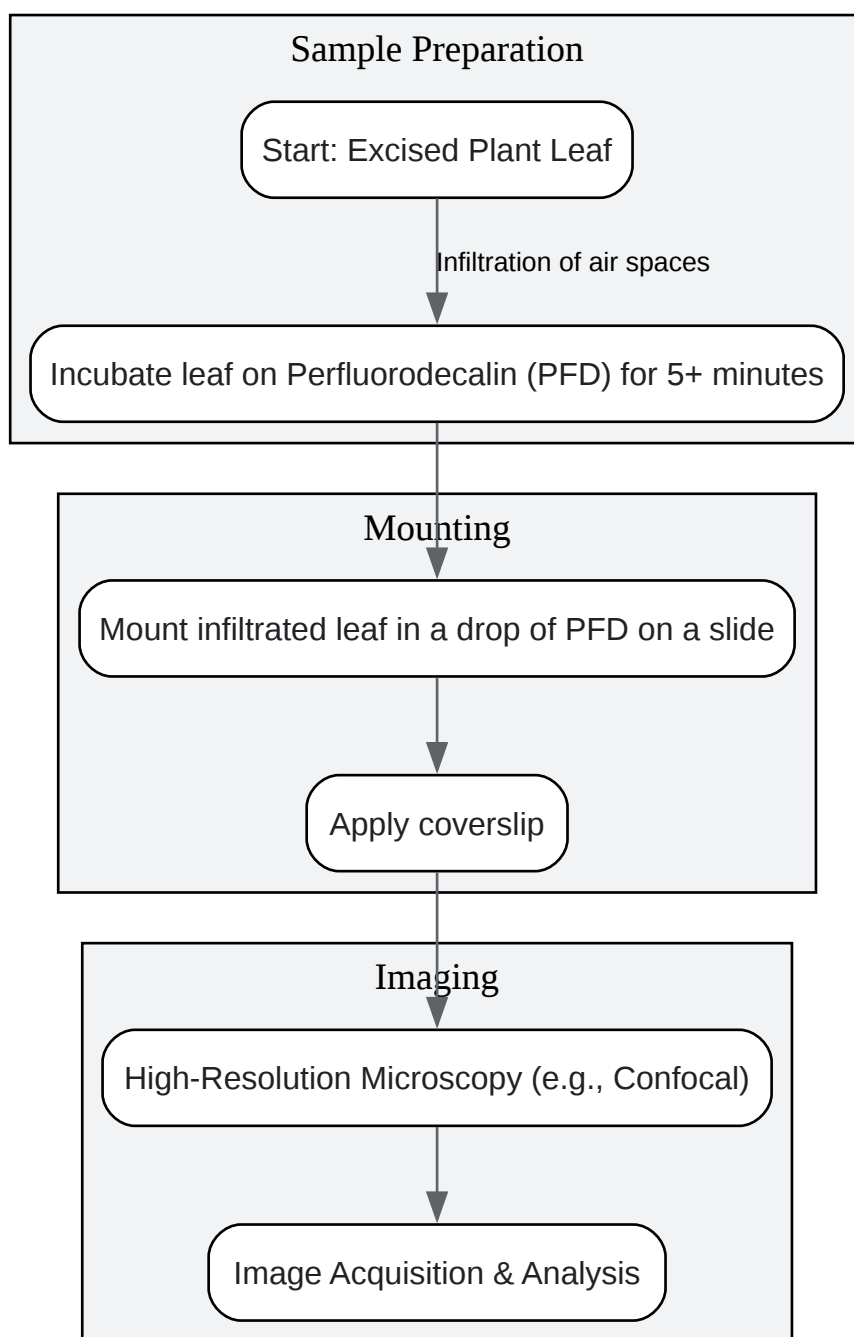 Sample Preparation
Start: Excised Plant Leaf
Infiltration of air spaces
Incubate leaf on Perfluorodecalin (PFD) for 5+ minutes
Mounting
Mount infiltrated leaf in a drop of PFD on a slide
Apply coverslip
Imaging
High-Resolution Microscopy (e.g., Confocal)
Image Acquisition & Analysis